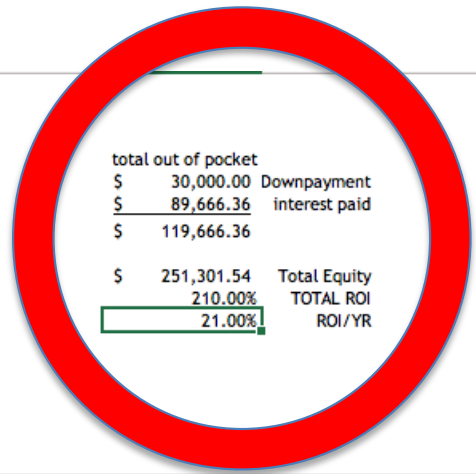 total out of pocket
$ 30,000.00 Downpayment
$ 89,666.36 interest paid
$ 119,666.36
$ 251,301.54 Total Equity
210.00% TOTAL ROI
21.00% ROI/YR